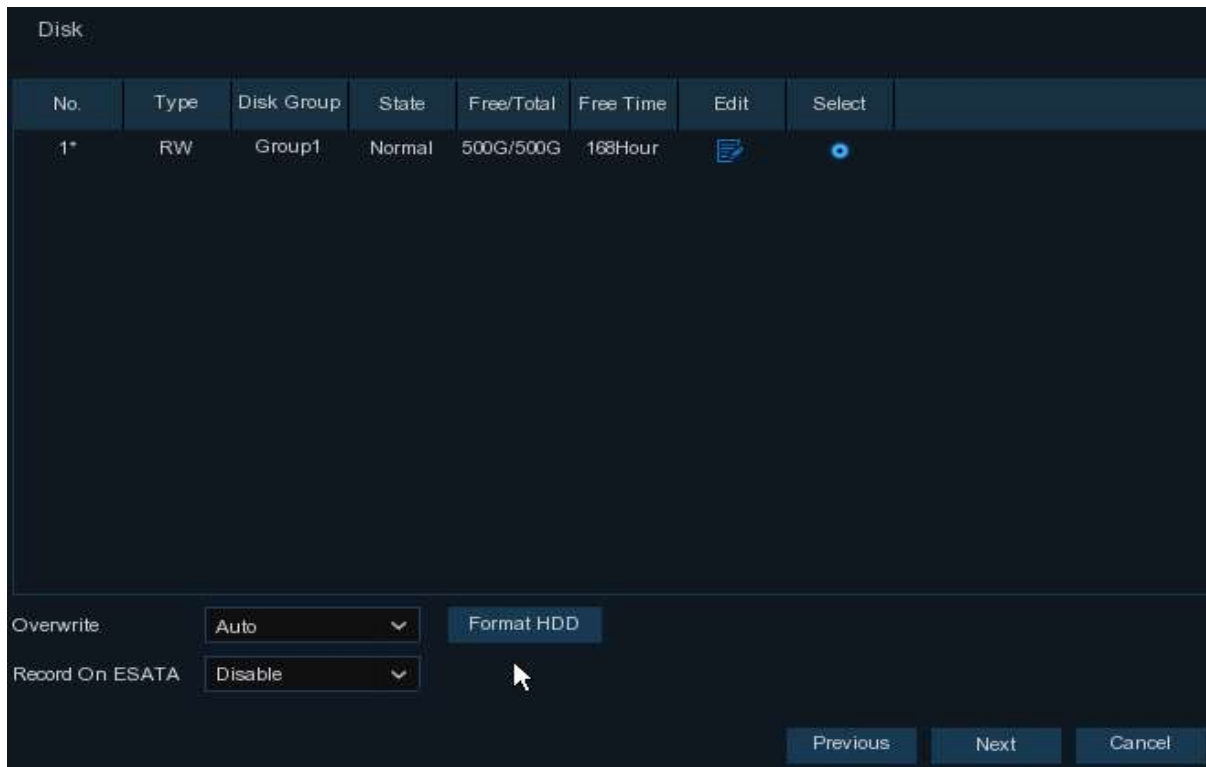 Disk
No. Type Disk Group State Free/Total Free Time Edit Select
1* RW Group1 Normal 500G/500G 168Hour
Overwrite Auto Format HDD
Record On ESATA Disable
Previous Next Cancel